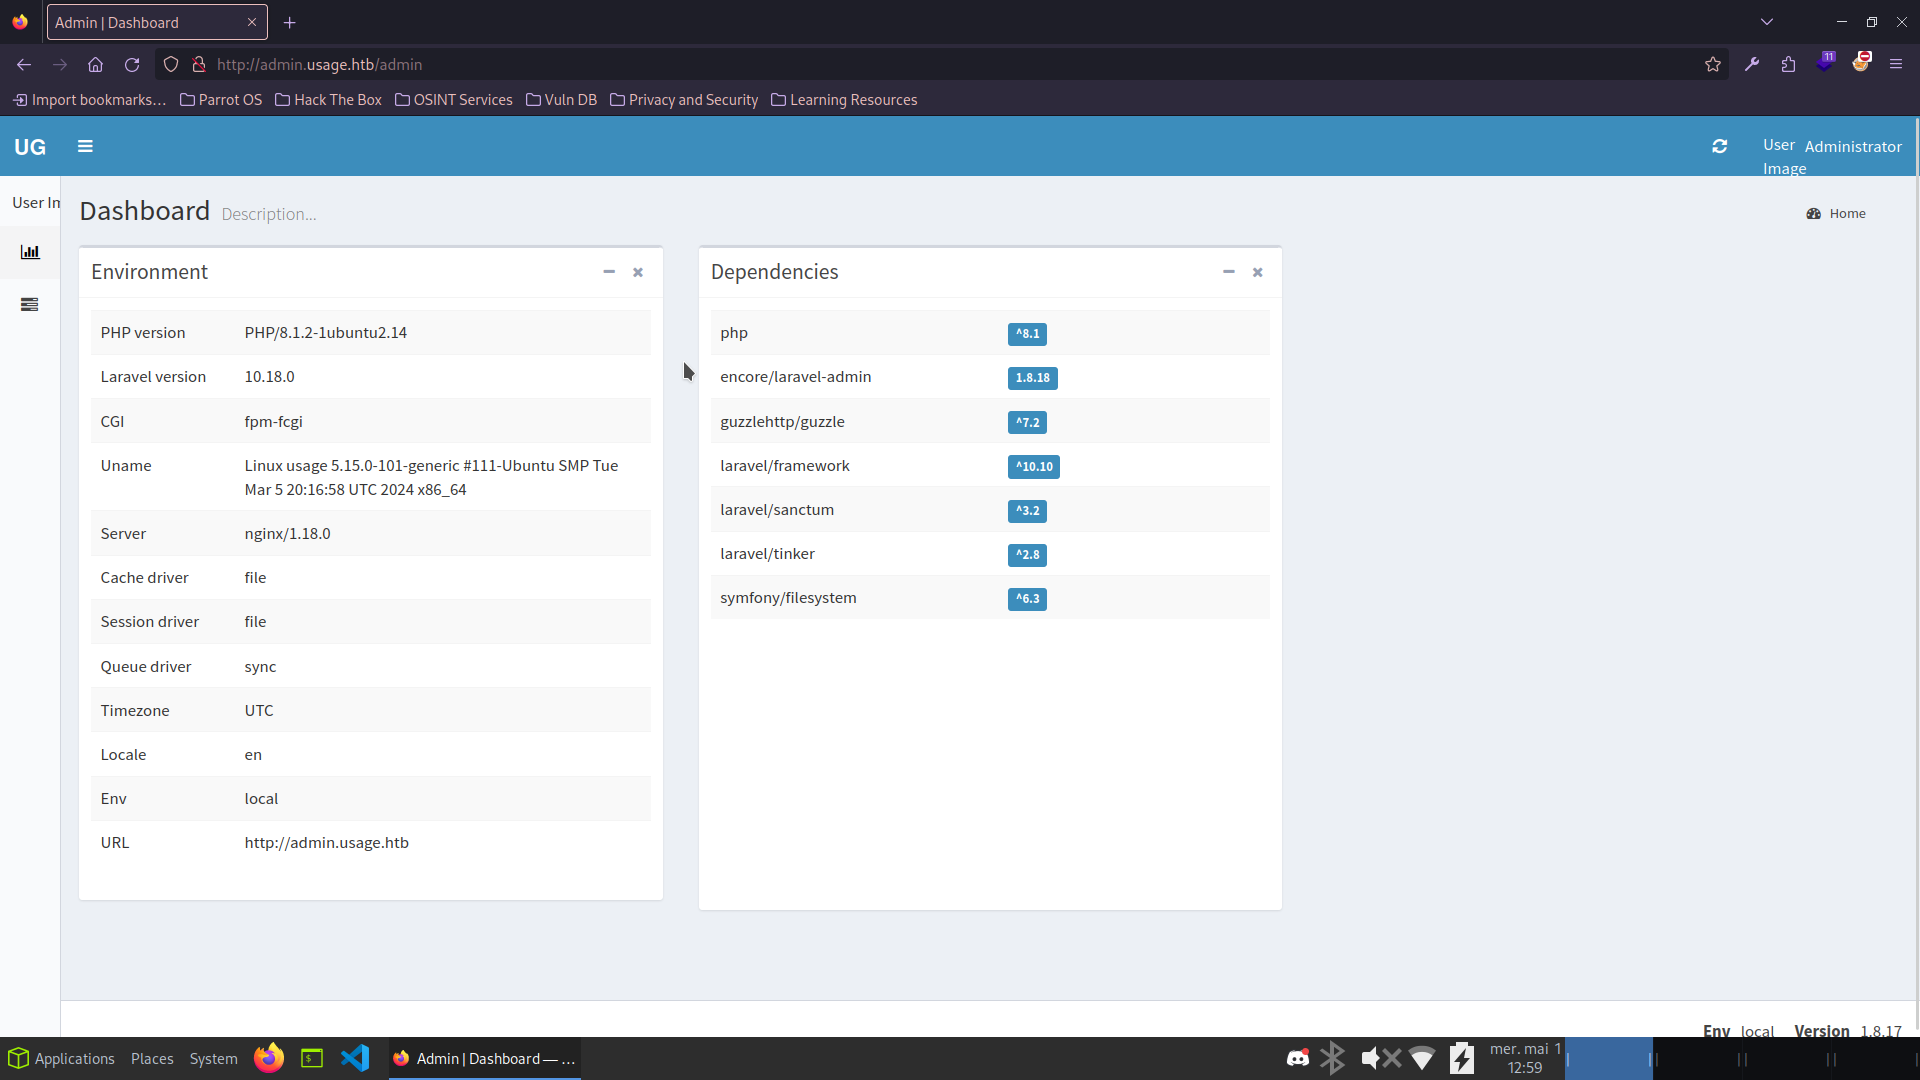 Admin | Dashboard
http://admin.usage.htb/admin
11
Import bookmarks... Parrot OS Hack The Box OSINT Services Vuln DB Privacy and Security Learning Resources
UG
User Image Administrator
User Im
Dashboard Description...
Home
Environment
PHP version PHP/8.1.2-1ubuntu2.14
Laravel version 10.18.0
CGI fpm-fcgi
Uname Linux usage 5.15.0-101-generic #111-Ubuntu SMP Tue
Mar 5 20:16:58 UTC 2024 x86_64
Server nginx/1.18.0
Cache driver file
Session driver file
Queue driver sync
Timezone UTC
Locale en
Env local
URL http://admin.usage.htb
Dependencies
php ^8.1
encore/laravel-admin 1.8.18
guzzlehttp/guzzle ^7.2
laravel/framework ^10.10
laravel/sanctum ^3.2
laravel/tinker ^2.8
symfony/filesystem ^6.3
Env local Version 1.8.17
Applications Places System $ Admin | Dashboard — ...
mer. mai 1
12:59